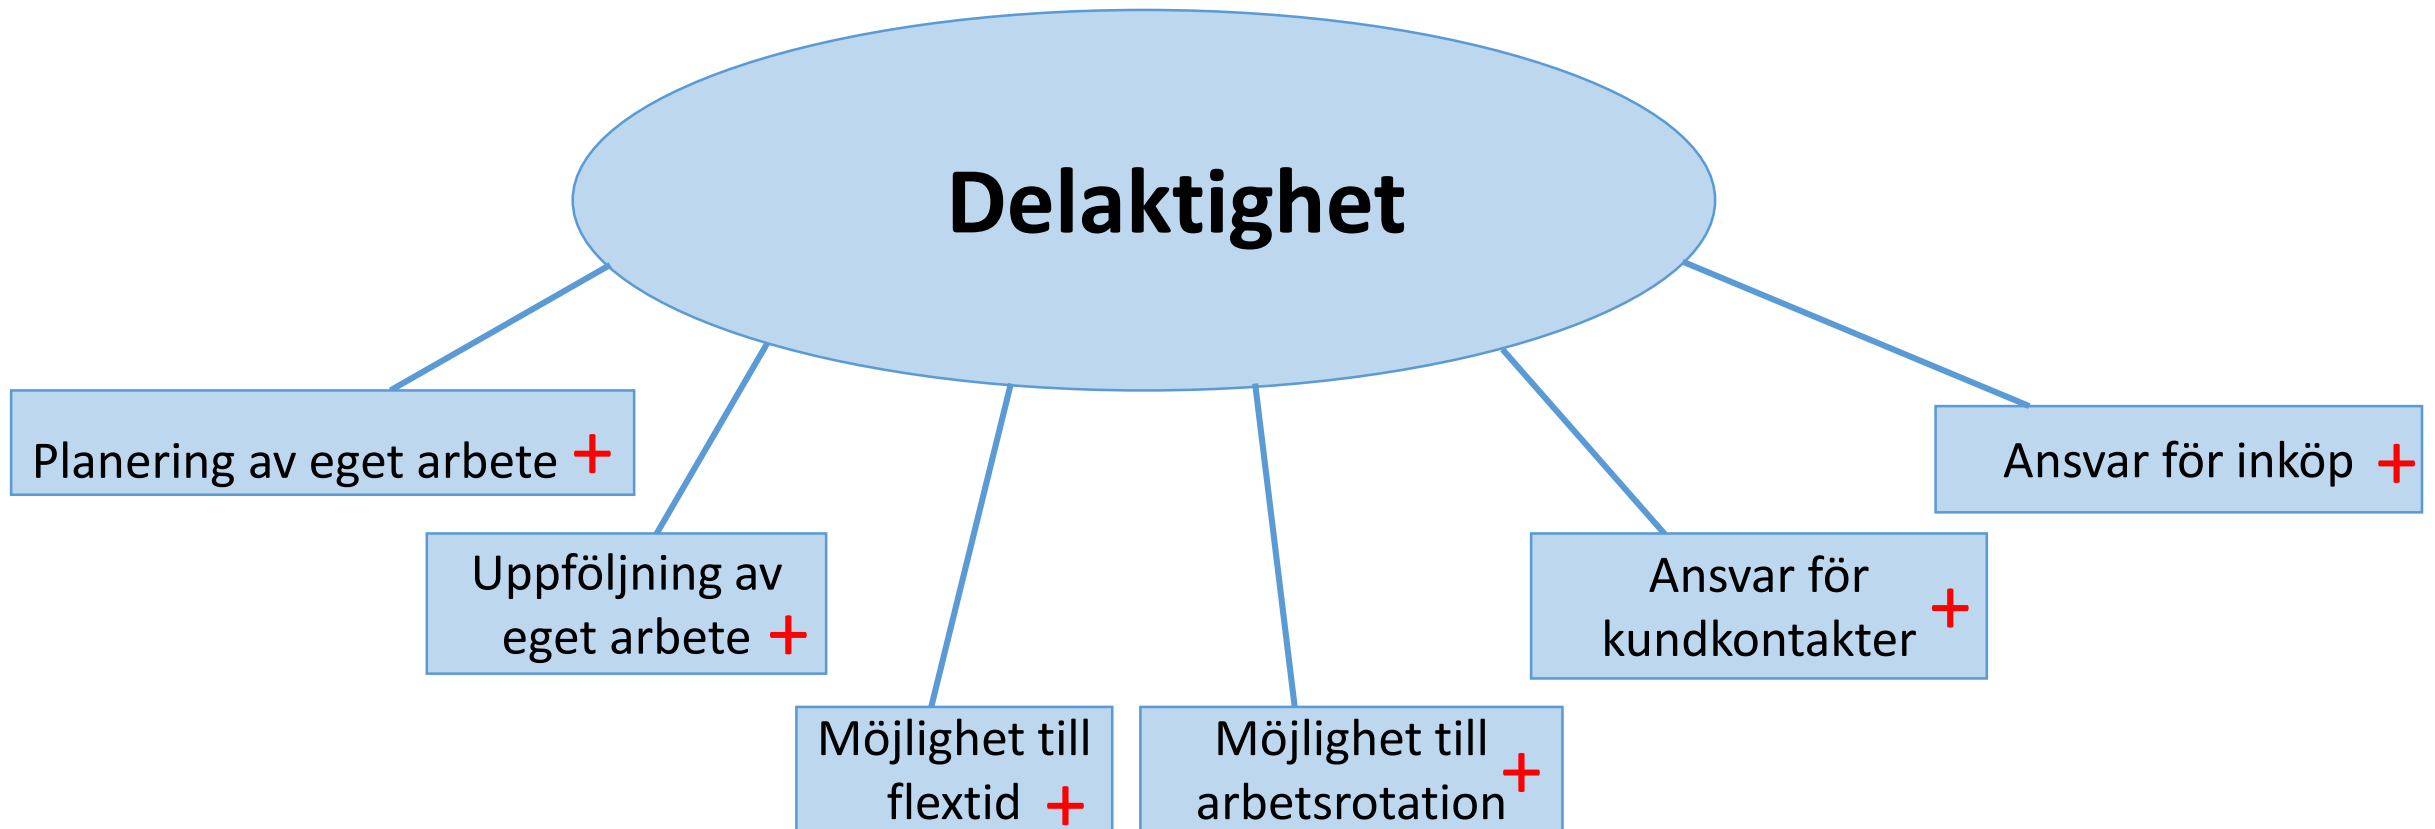 Delaktighet
Planering av eget arbete +
Uppföljning av
eget arbete +
Möjlighet till
flextid +
Möjlighet till
arbetsrotation +
Ansvar för
kundkontakter +
Ansvar för inköp +